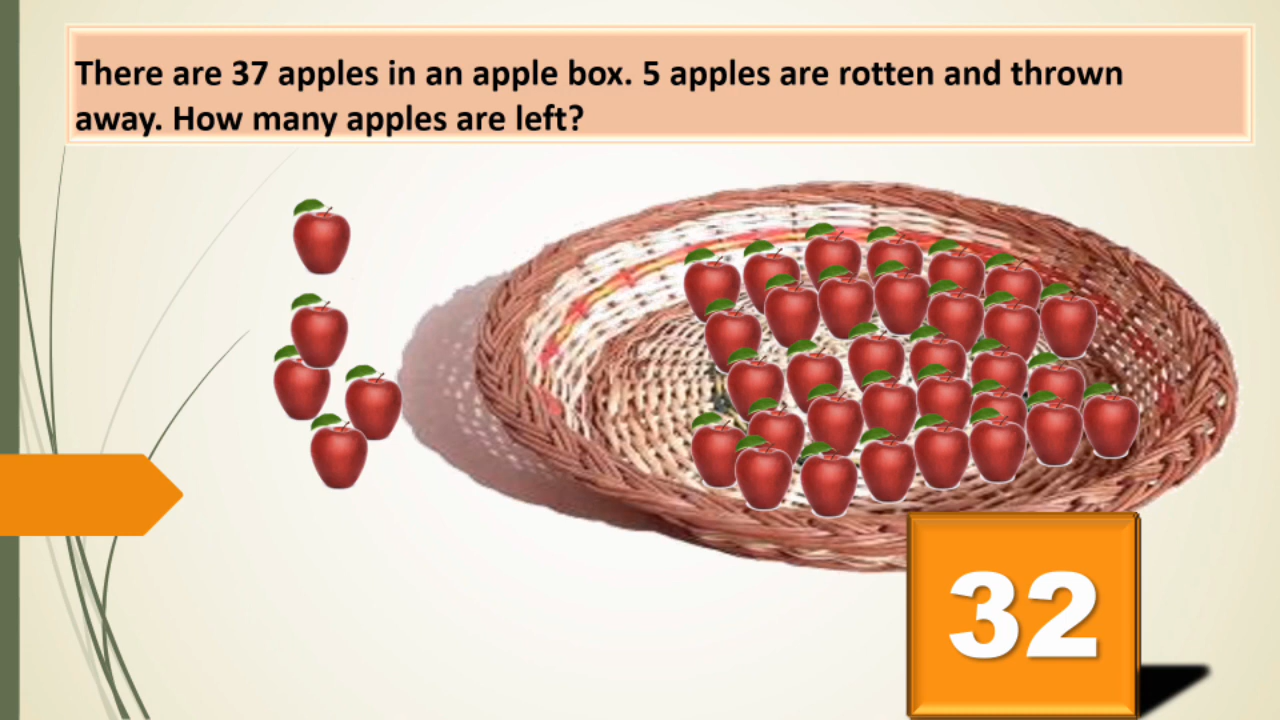 There are 37 apples in an apple box. 5 apples are rotten and thrown
away. How many apples are left?
32